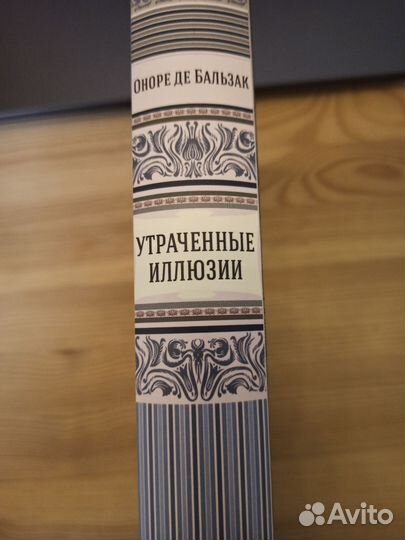 Оноре де Бальзак
Утраченные
иллюзии
Avito